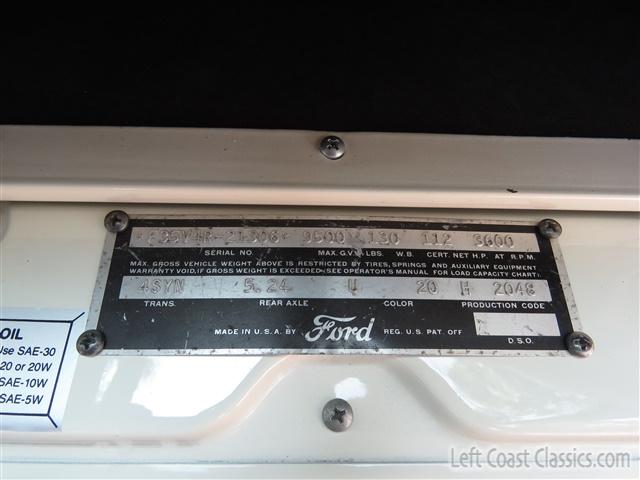 *F35V4R-21306* 9500 130 112 3600
SERIAL NO. MAX. G.V.W. LBS. W.B. CERT. NET H.P. AT R.P.M.
MAX. GROSS VEHICLE WEIGHT ABOVE IS RESTRICTED BY TIRES, SPRINGS AND AUXILIARY EQUIPMENT
WARRANTY VOID, IF GROSS WEIGHT IS EXCEEDED (SEE OPERATOR'S MANUAL FOR LOAD CAPACITY CHART)
4SYN 5.24 U 20 H 2048
TRANS. REAR AXLE COLOR PRODUCTION CODE
MADE IN U.S.A. BY Ford REG. U.S. PAT. OFF
D.S.O.
OIL
Use SAE-30
20 or 20W
SAE-10W
SAE-5W
Left Coast Classics.com ©